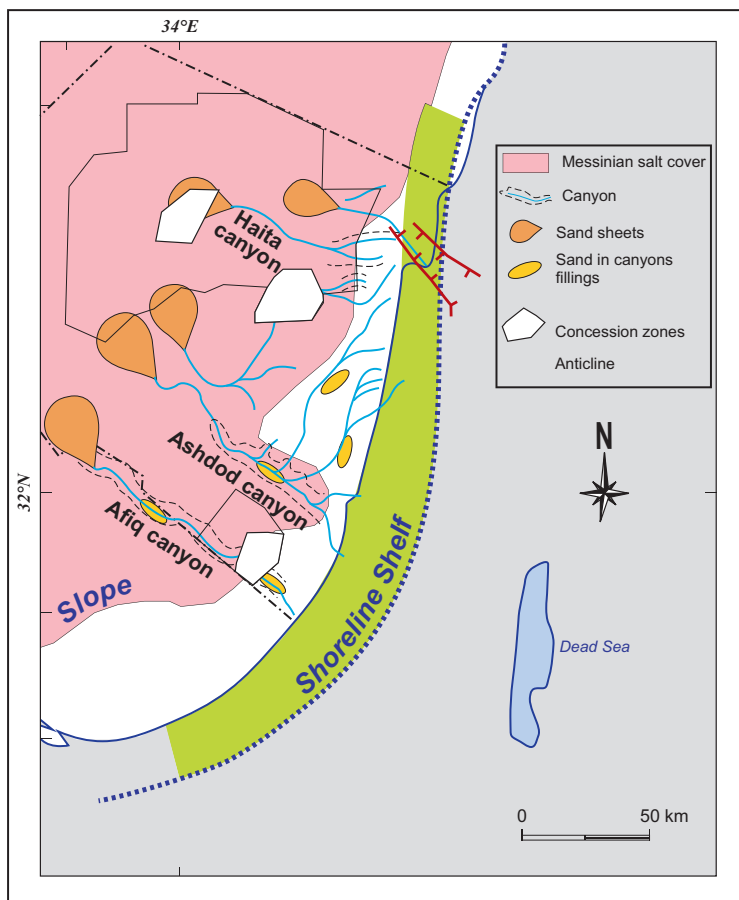 34°E
Messinian salt cover
Canyon
Sand sheets
Sand in canyons
fillings
Concession zones
Anticline
Haita
canyon
Ashdod canyon
Afiq canyon
32°N
N
Slope
Shoreline Shelf
Dead Sea
0 50 km